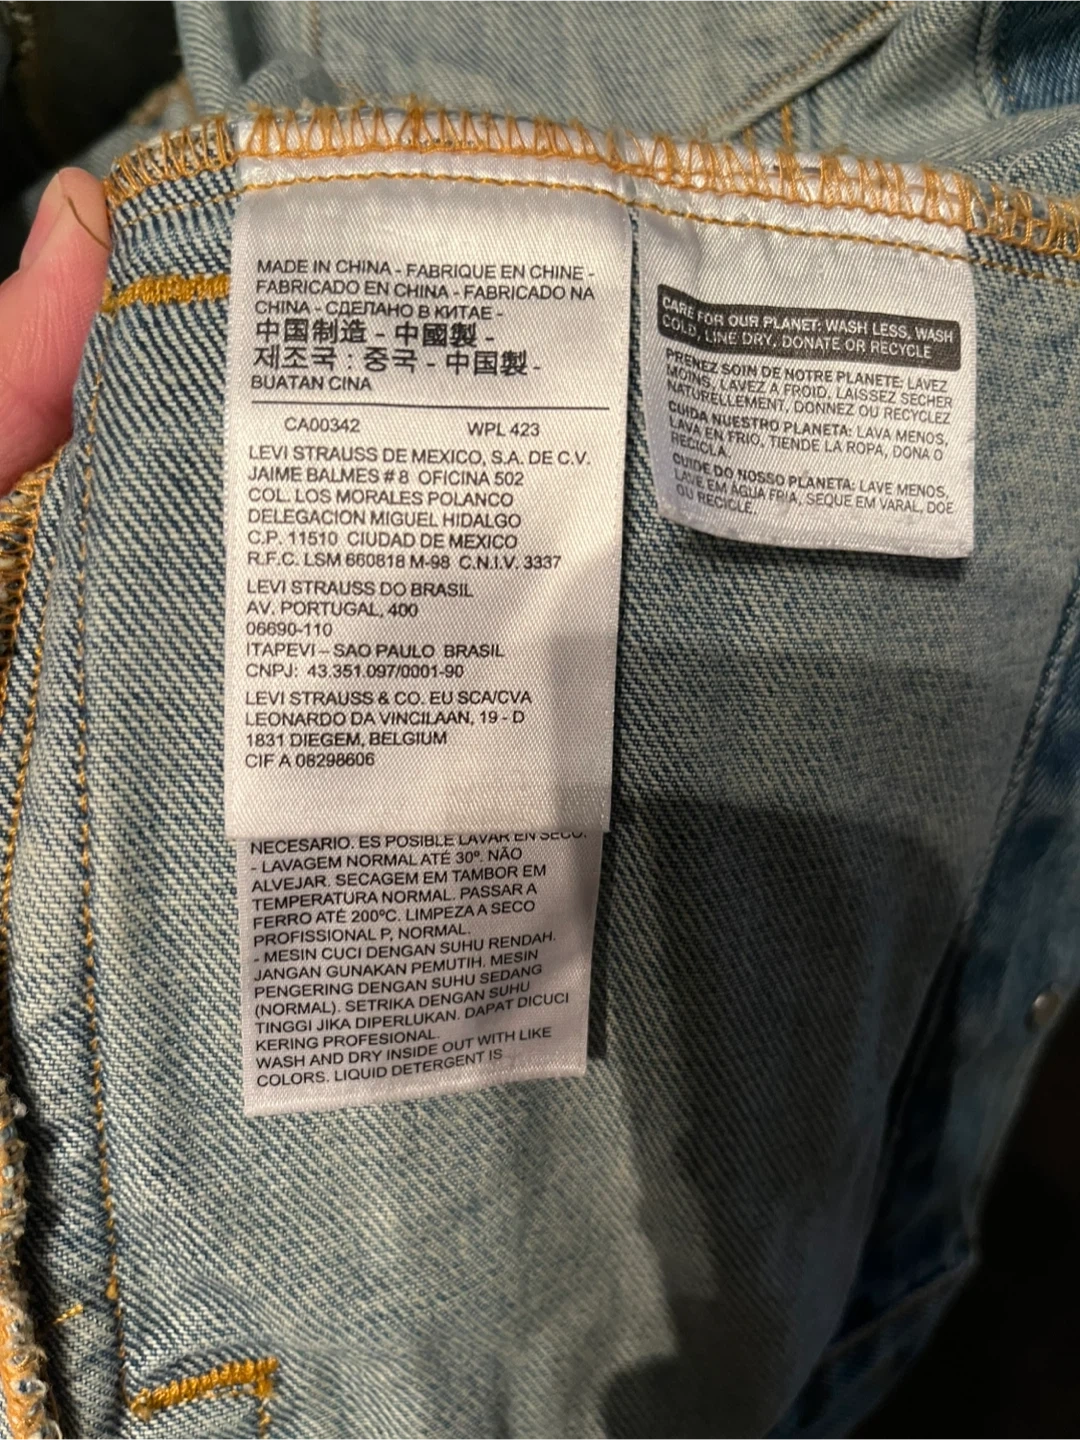 MADE IN CHINA - FABRIQUE EN CHINE -
FABRICADO EN CHINA - FABRICADO NA
CHINA - СДЕЛАНО В КИТАЕ -
中国制造 - 中國製 -
제조국 : 중국 - 中国製 -
BUATAN CINA
CA00342 WPL 423
LEVI STRAUSS DE MEXICO, S.A. DE C.V.
JAIME BALMES # 8 OFICINA 502
COL. LOS MORALES POLANCO
DELEGACION MIGUEL HIDALGO
C.P. 11510 CIUDAD DE MEXICO
R.F.C. LSM 660818 M-98 C.N.I.V. 3337
LEVI STRAUSS DO BRASIL
AV. PORTUGAL, 400
06690-110
ITAPEVI – SAO PAULO BRASIL
CNPJ: 43.351.097/0001-90
LEVI STRAUSS & CO. EU SCA/CVA
LEONARDO DA VINCILAAN, 19 - D
1831 DIEGEM, BELGIUM
CIF A 08298606
NECESARIO. ES POSIBLE LAVAR EN SECO.
- LAVAGEM NORMAL ATÉ 30º. NÃO
ALVEJAR. SECAGEM EM TAMBOR EM
TEMPERATURA NORMAL. PASSAR A
FERRO ATÉ 200ºC. LIMPEZA A SECO
PROFISSIONAL P, NORMAL.
- MESIN CUCI DENGAN SUHU RENDAH.
JANGAN GUNAKAN PEMUTIH. MESIN
PENGERING DENGAN SUHU SEDANG
(NORMAL). SETRIKA DENGAN SUHU
TINGGI JIKA DIPERLUKAN. DAPAT DICUCI
KERING PROFESIONAL.
WASH AND DRY INSIDE OUT WITH LIKE
COLORS. LIQUID DETERGENT IS
CARE FOR OUR PLANET: WASH LESS, WASH
COLD, LINE DRY, DONATE OR RECYCLE
PRENEZ SOIN DE NOTRE PLANETE: LAVEZ
MOINS, LAVEZ A FROID, LAISSEZ SECHER
NATURELLEMENT, DONNEZ OU RECYCLEZ
CUIDA NUESTRO PLANETA: LAVA MENOS,
LAVA EN FRIO, TIENDE LA ROPA, DONA O
RECICLA.
CUIDE DO NOSSO PLANETA: LAVE MENOS,
LAVE EM AGUA FRIA, SEQUE EM VARAL, DOE
OU RECICLE.